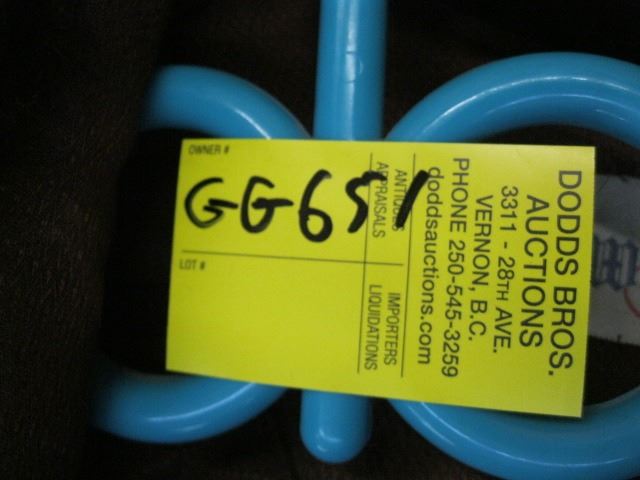 OWNER #
GG651
LOT #
DODDS BROS.
AUCTIONS
3311 - 28TH AVE.
VERNON, B.C.
PHONE 250-545-3259
doddsauctions.com
ANTIQUES IMPORTERS
APPRAISALS LIQUIDATIONS